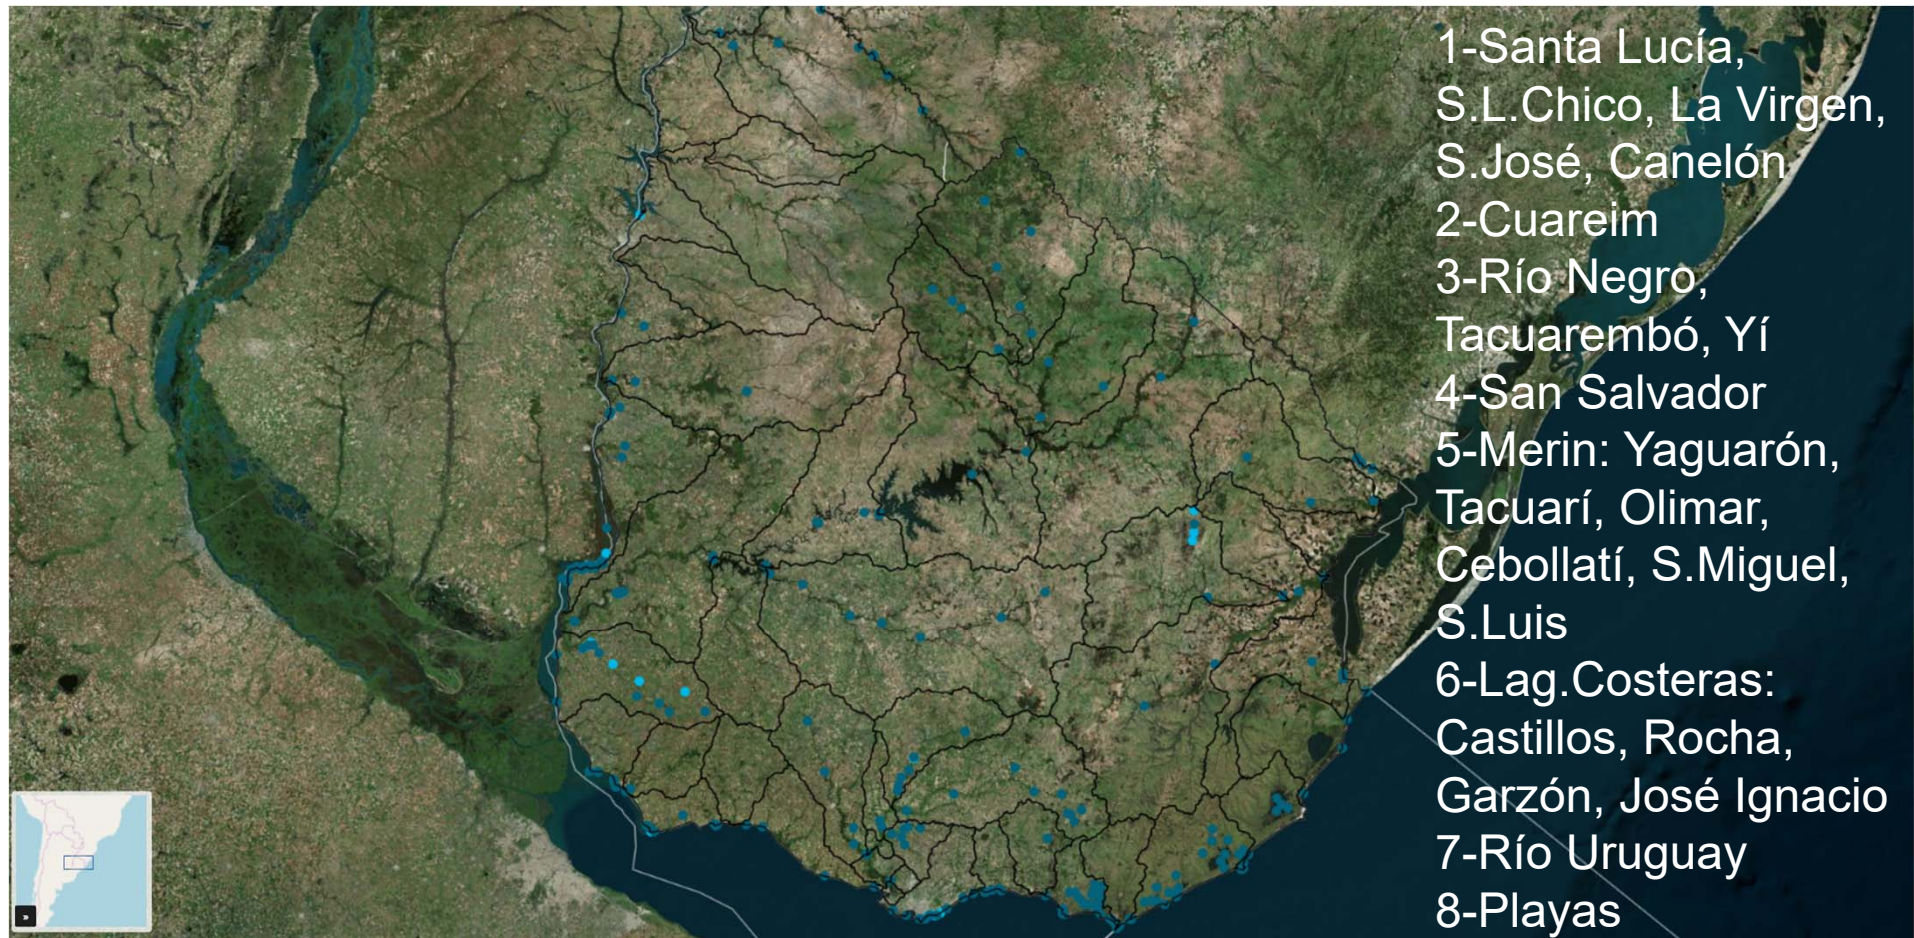 1-Santa Lucía,
S.L.Chico, La Virgen,
S.José, Canelón
2-Cuareim
3-Río Negro,
Tacuarembó, Yí
4-San Salvador
5-Merin: Yaguarón,
Tacuarí, Olimar,
Cebollatí, S.Miguel,
S.Luis
6-Lag.Costeras:
Castillos, Rocha,
Garzón, José Ignacio
7-Río Uruguay
8-Playas
»